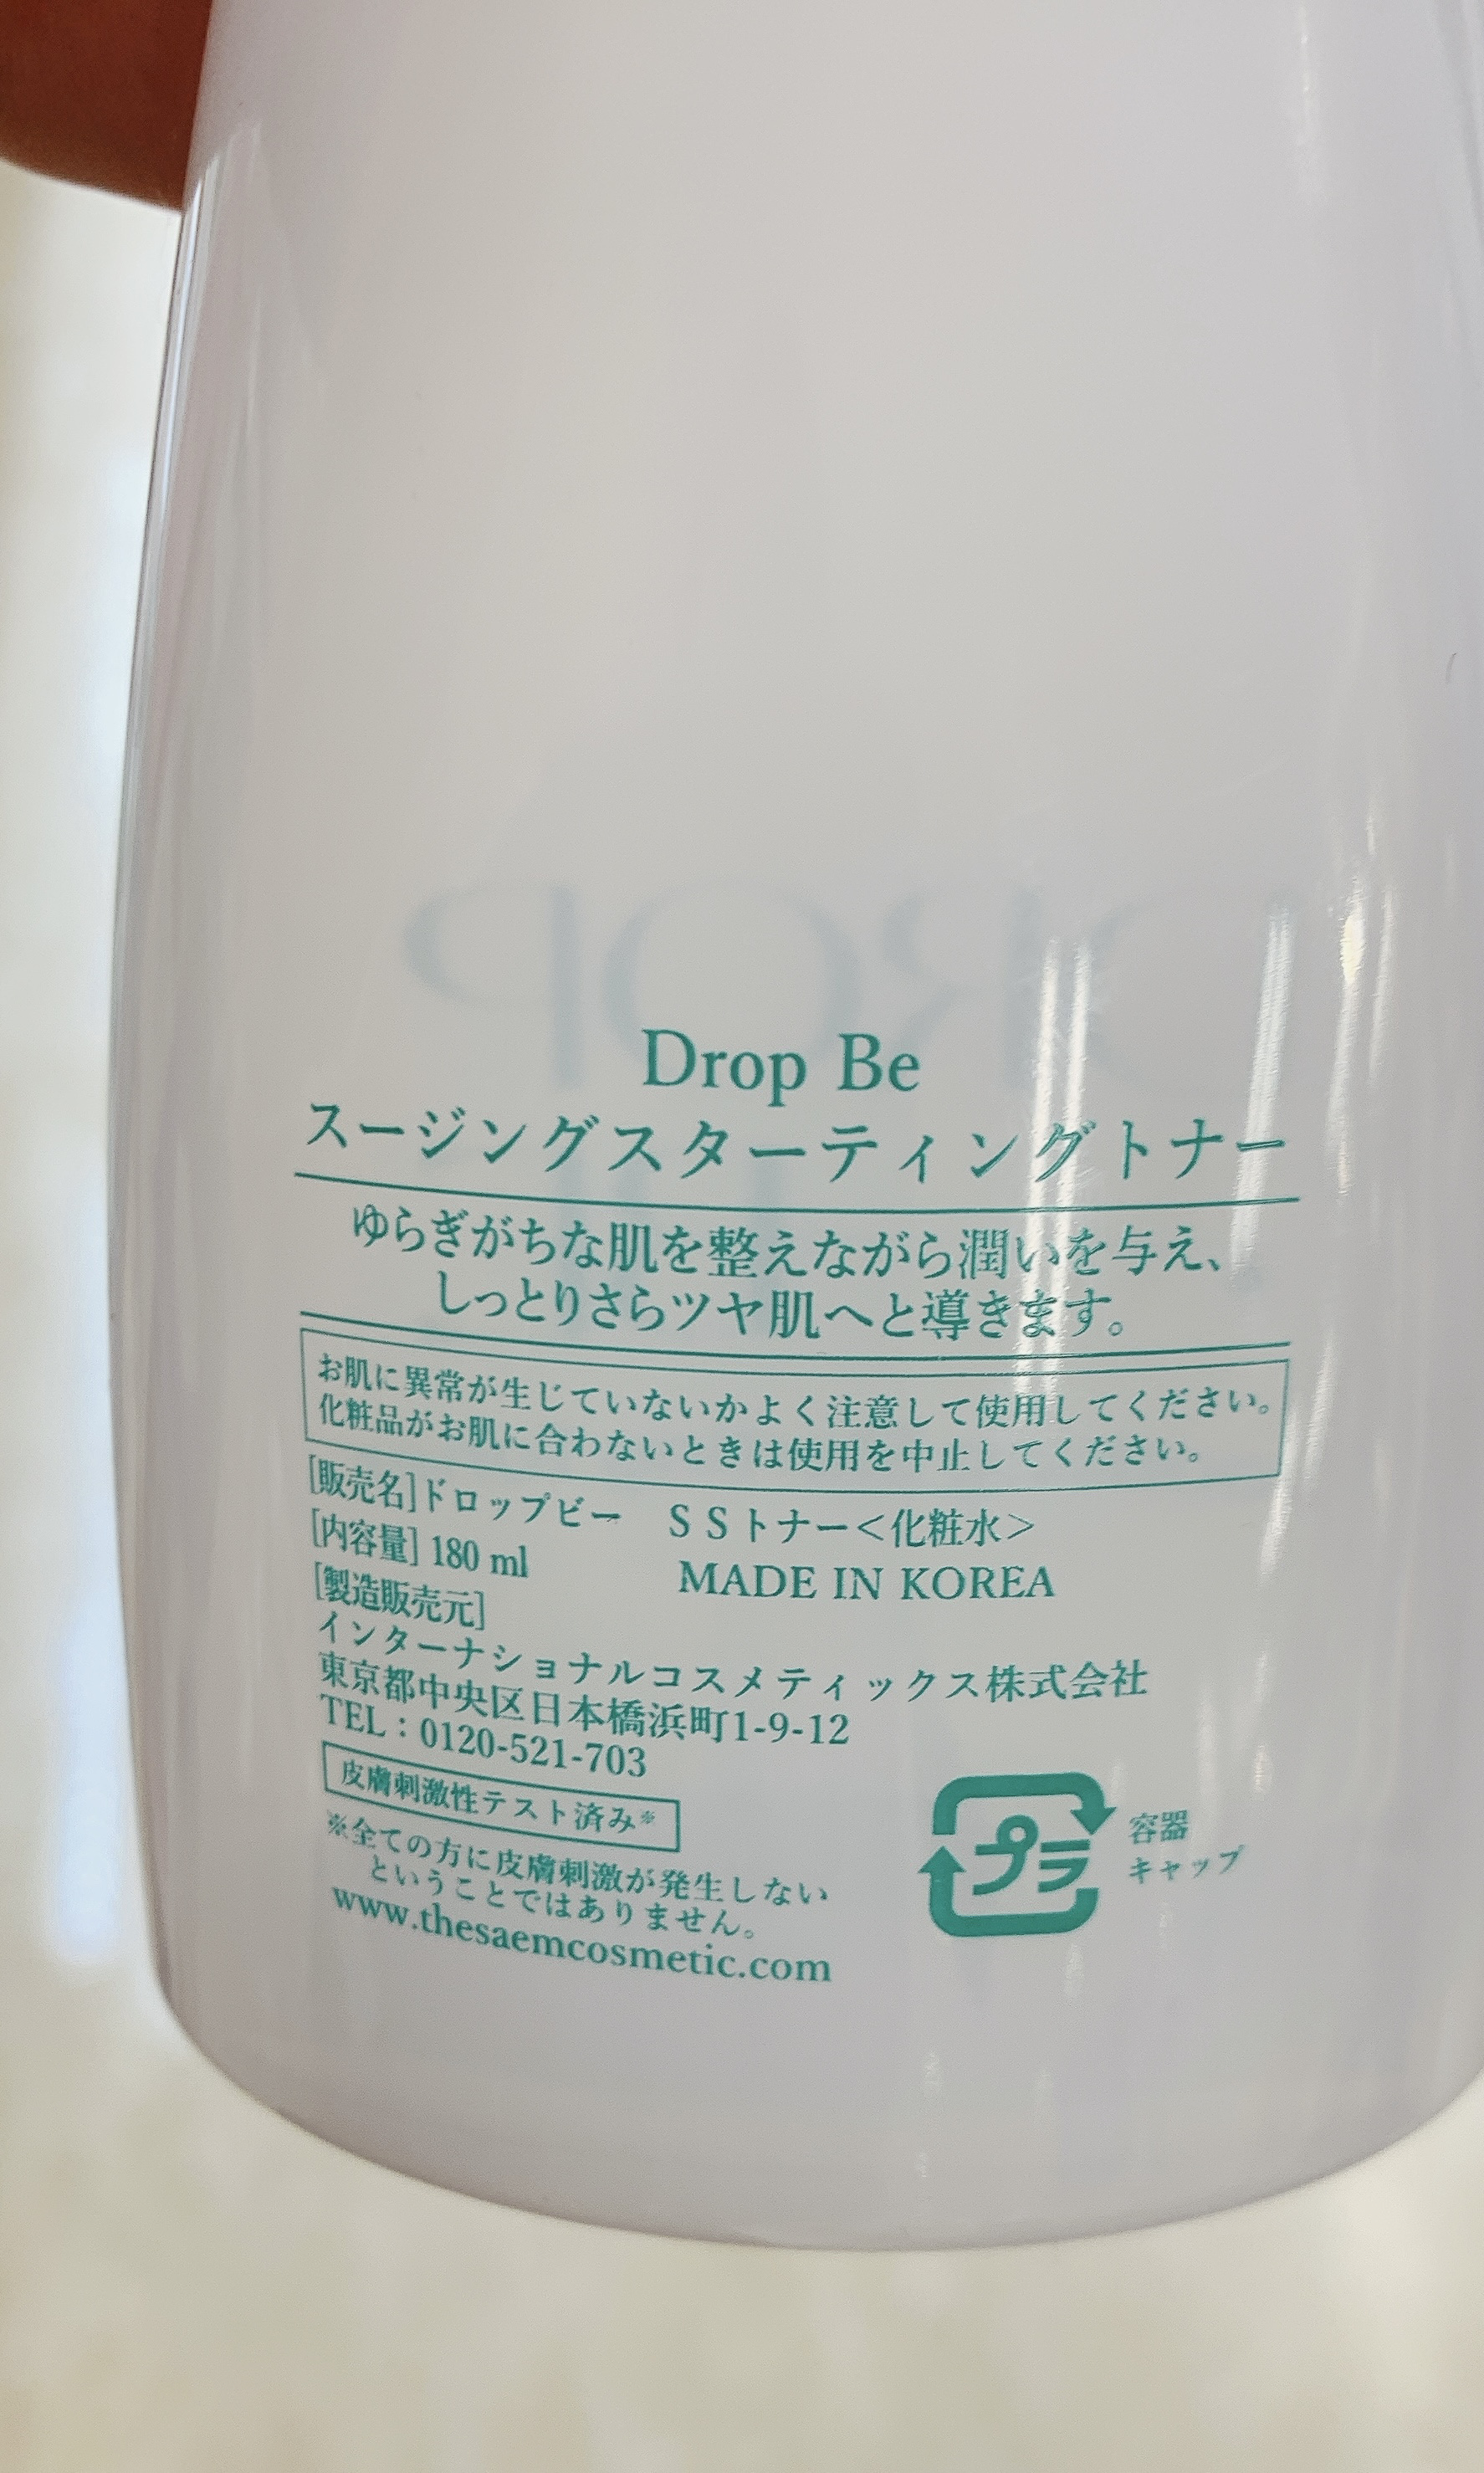 Drop Be
スージングスターティングトナー
ゆらぎがちな肌を整えながら潤いを与え、
しっとりさらツヤ肌へと導きます。
お肌に異常が生じていないかよく注意して使用してください。
化粧品がお肌に合わないときは使用を中止してください。
[販売名]ドロップビー　ＳＳトナー＜化粧水＞
[内容量] 180 ml
MADE IN KOREA
[製造販売元]
インターナショナルコスメティックス株式会社
東京都中央区日本橋浜町1-9-12
TEL：0120-521-703
皮膚刺激性テスト済み※
※全ての方に皮膚刺激が発生しない
ということではありません。
www.thesaemcosmetic.com
プラ
容器
キャップ